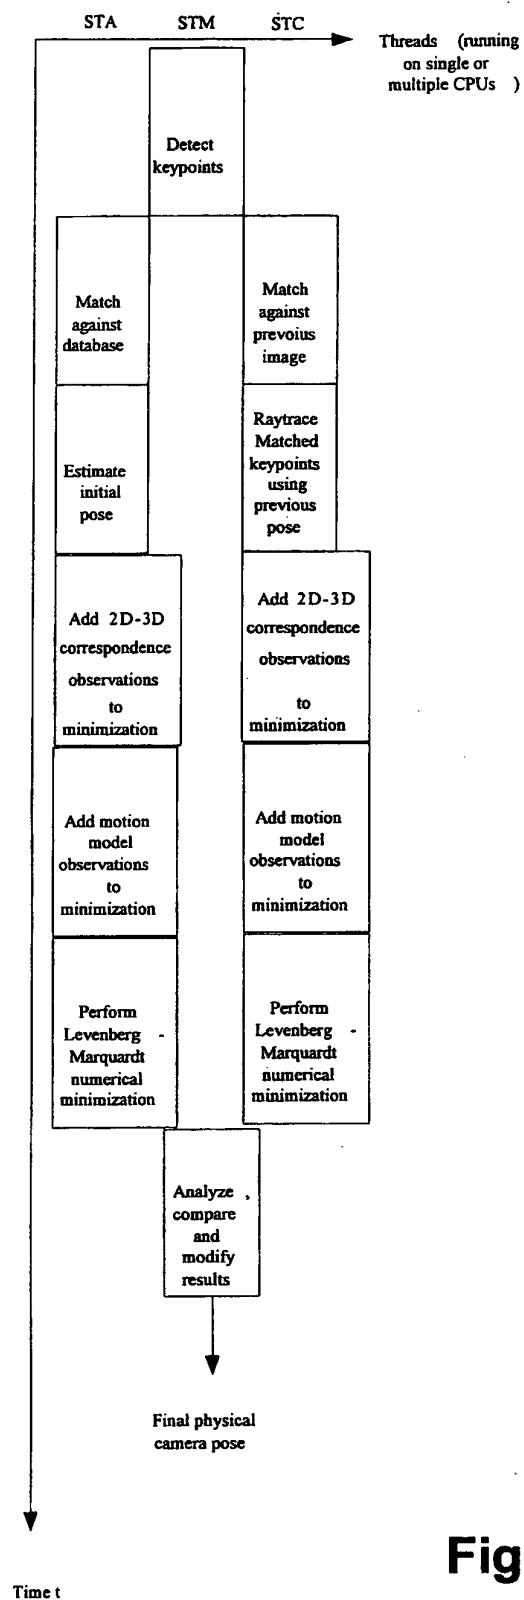 STA STM STC
Threads (running
on single or
multiple CPUs )
Detect
keypoints
Match
against
database
Match
against
prevoius
image
Estimate
initial
pose
Raytrace
Matched
keypoints
using
previous
pose
Add 2D-3D
correspondence
observations
to
minimization
Add 2D-3D
correspondence
observations
to
minimization
Add motion
model
observations
to
minimization
Add motion
model
observations
to
minimization
Perform
Levenberg -
Marquardt
numerical
minimization
Perform
Levenberg -
Marquardt
numerical
minimization
Analyze ,
compare
and
modify
results
Final physical
camera pose
Fig
Time t